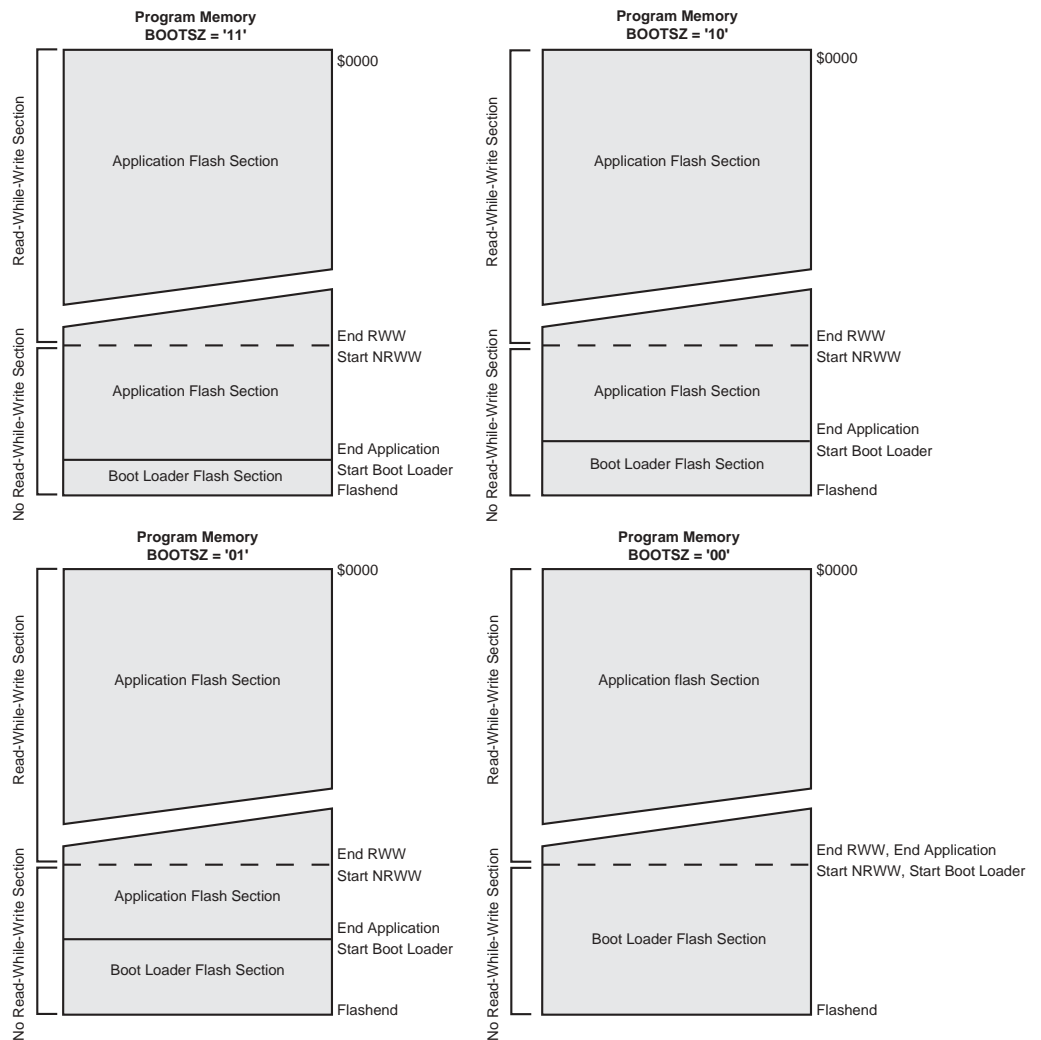 Program Memory
BOOTSZ = '11'
$0000
Read-While-Write Section
Application Flash Section
End RWW
Start NRWW
No Read-While-Write Section
Application Flash Section
End Application
Start Boot Loader
Boot Loader Flash Section
Flashend
Program Memory
BOOTSZ = '10'
$0000
Read-While-Write Section
Application Flash Section
End RWW
Start NRWW
No Read-While-Write Section
Application Flash Section
End Application
Start Boot Loader
Boot Loader Flash Section
Flashend
Program Memory
BOOTSZ = '01'
$0000
Read-While-Write Section
Application Flash Section
End RWW
Start NRWW
No Read-While-Write Section
Application Flash Section
End Application
Start Boot Loader
Boot Loader Flash Section
Flashend
Program Memory
BOOTSZ = '00'
$0000
Read-While-Write Section
Application flash Section
End RWW, End Application
Start NRWW, Start Boot Loader
No Read-While-Write Section
Boot Loader Flash Section
Flashend